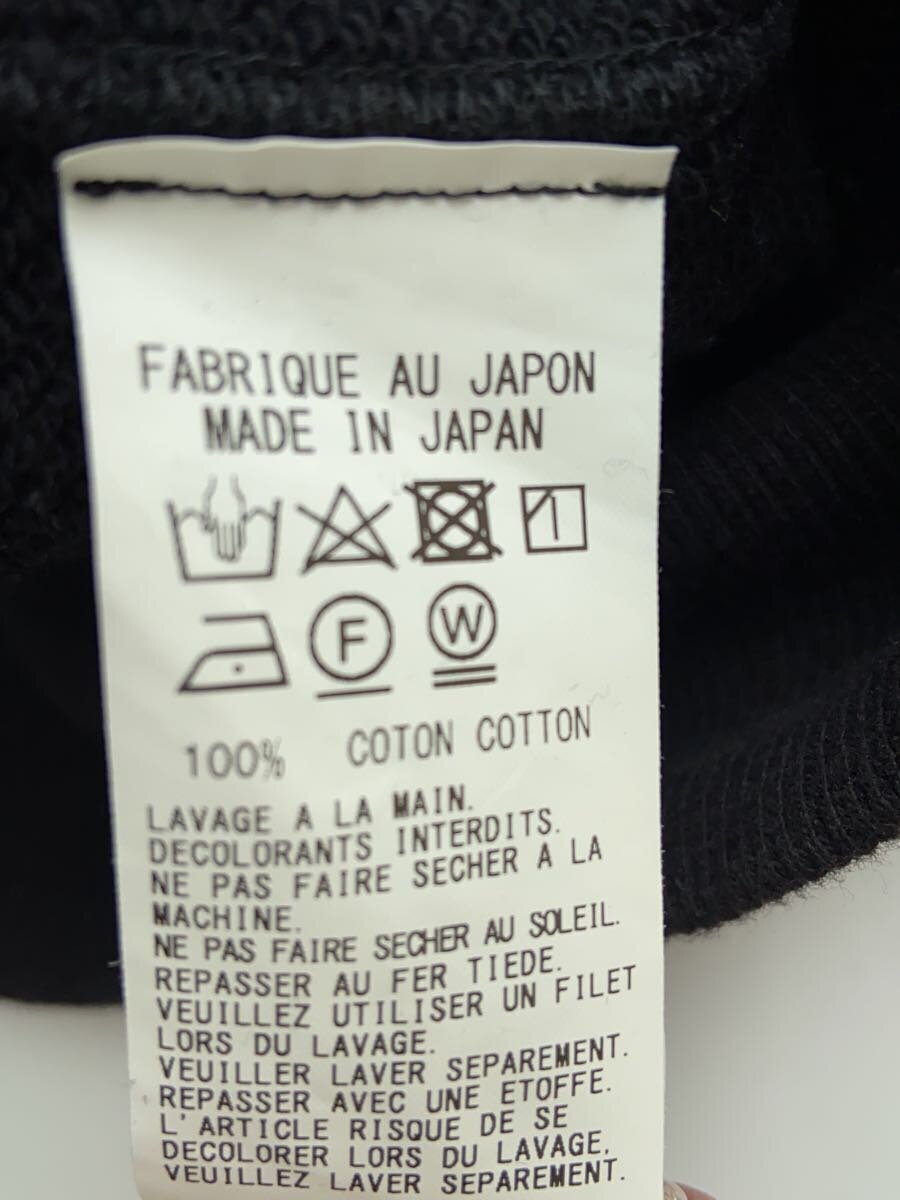 FABRIQUE AU JAPON
MADE IN JAPAN
F W
100% COTON COTTON
LAVAGE A LA MAIN.
DECOLORANTS INTERDITS.
NE PAS FAIRE SECHER A LA
MACHINE.
NE PAS FAIRE SECHER AU SOLEIL.
REPASSER AU FER TIEDE.
VEUILLEZ UTILISER UN FILET
LORS DU LAVAGE.
VEUILLER LAVER SEPAREMENT.
REPASSER AVEC UNE ETOFFE.
L'ARTICLE RISQUE DE SE
DECOLORER LORS DU LAVAGE,
VEUILLEZ LAVER SEPAREMENT.